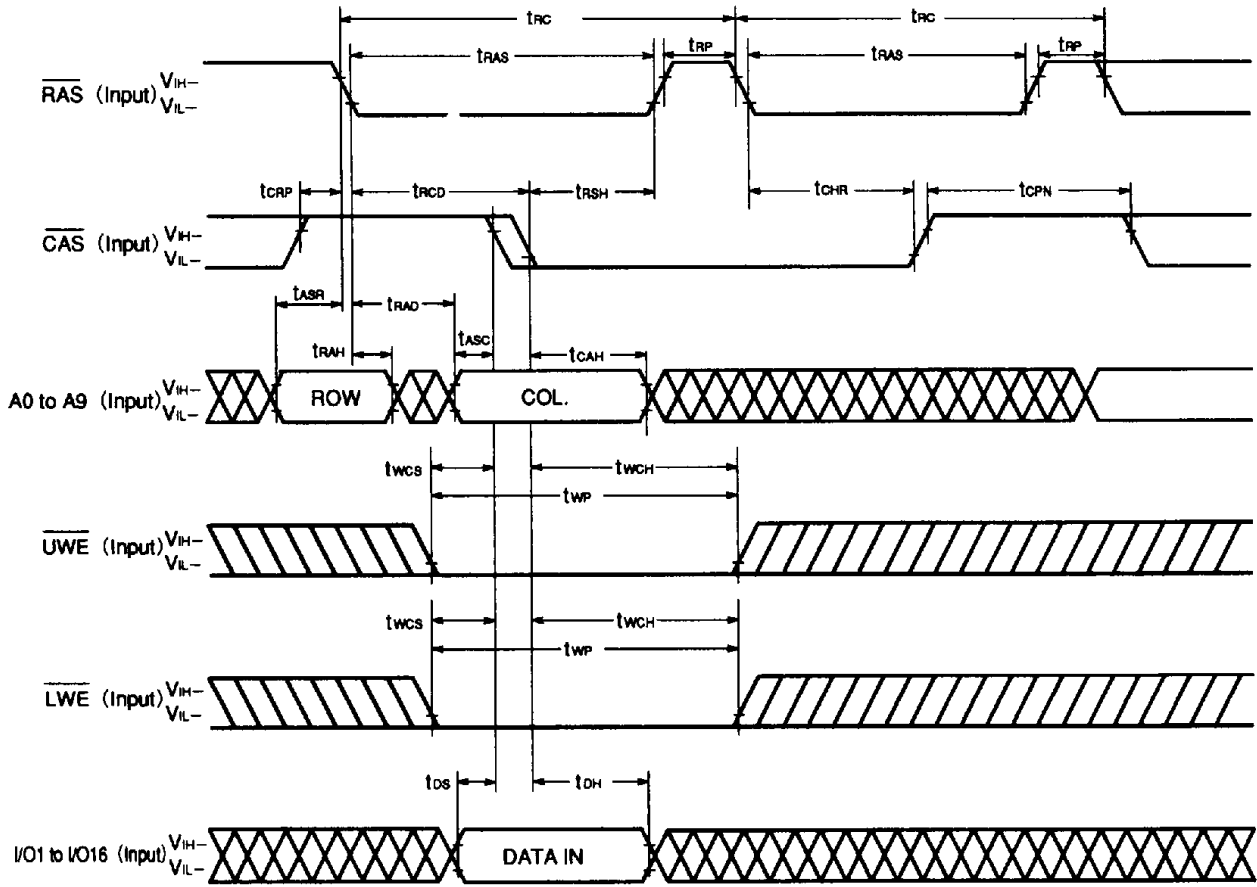 tRC tRC
tRAS tRP tRAS tRP
RAS (Input) VIH–
VIL–
tCRP tRCD tRSH tCHR tCPN
CAS (Input) VIH–
VIL–
tASR tRAD
tRAH tASC tCAH
A0 to A9 (Input) VIH–
VIL–
ROW COL.
tWCS tWCH
tWP
UWE (Input) VIH–
VIL–
tWCS tWCH
tWP
LWE (Input) VIH–
VIL–
tDS tDH
I/O1 to I/O16 (Input) VIH–
VIL–
DATA IN